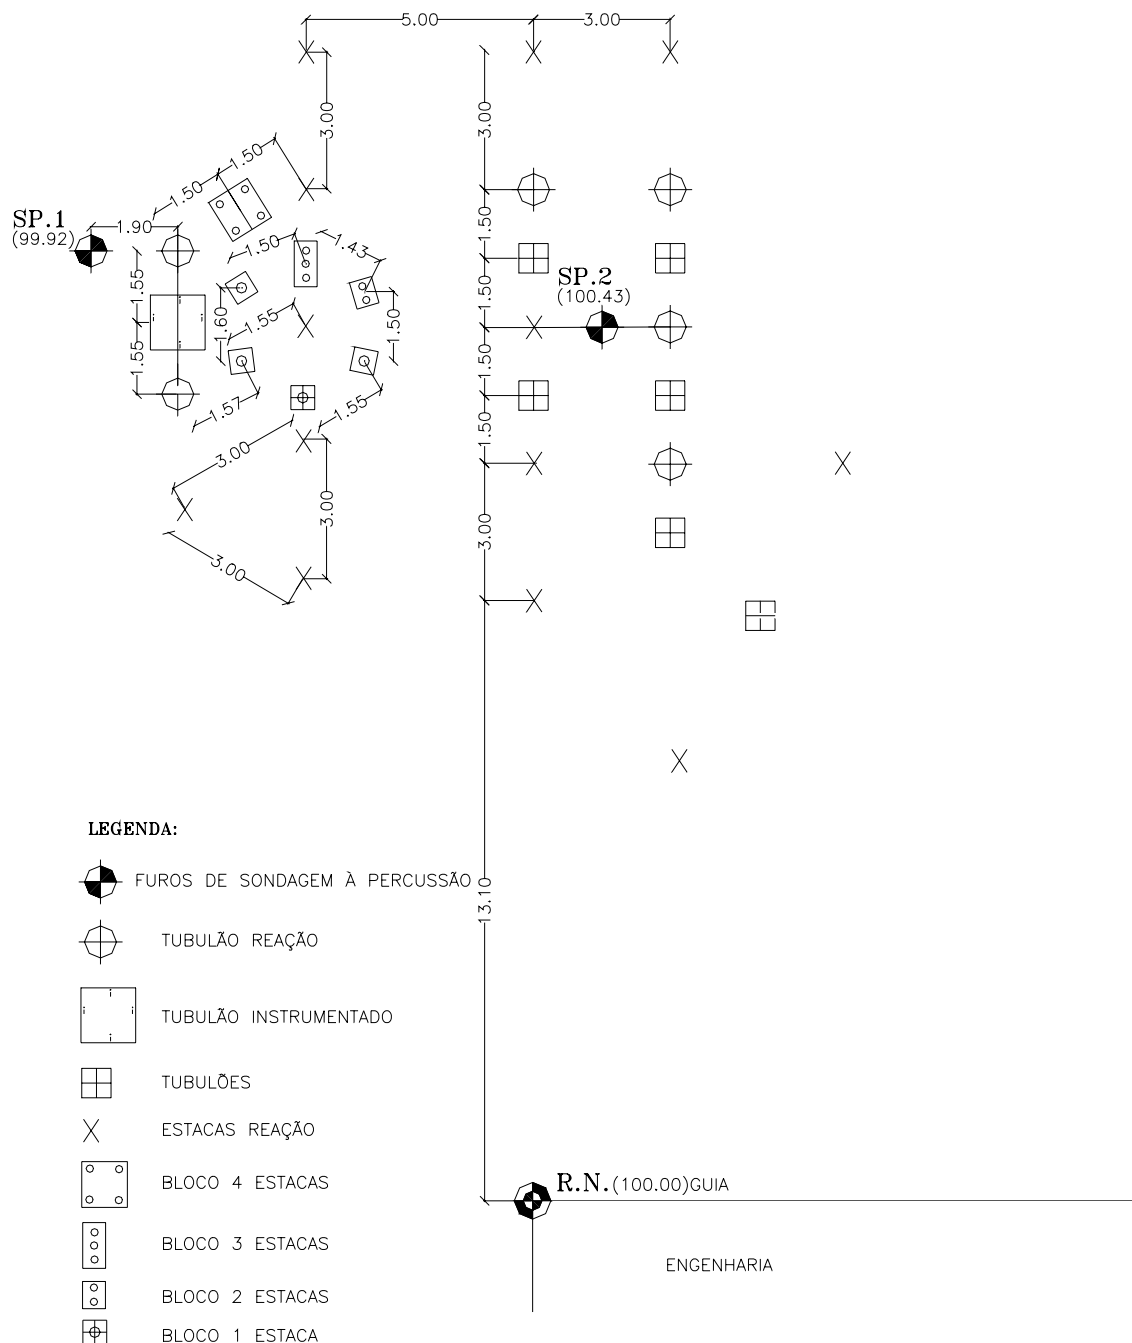 5.00
3.00
3.00
3.00
1.50
1.50
SP.1
(99.92)
1.90
1.50
1.50
1.43
1.55
1.60
1.55
1.50
1.55
1.57
1.55
SP.2
(100.43)
1.50
1.50
1.50
3.00
3.00
3.00
3.00
13.10
LEGENDA:
FUROS DE SONDAGEM À PERCUSSÃO
TUBULÃO REAÇÃO
TUBULÃO INSTRUMENTADO
TUBULÕES
ESTACAS REAÇÃO
BLOCO 4 ESTACAS
BLOCO 3 ESTACAS
BLOCO 2 ESTACAS
BLOCO 1 ESTACA
R.N.(100.00)GUIA
ENGENHARIA